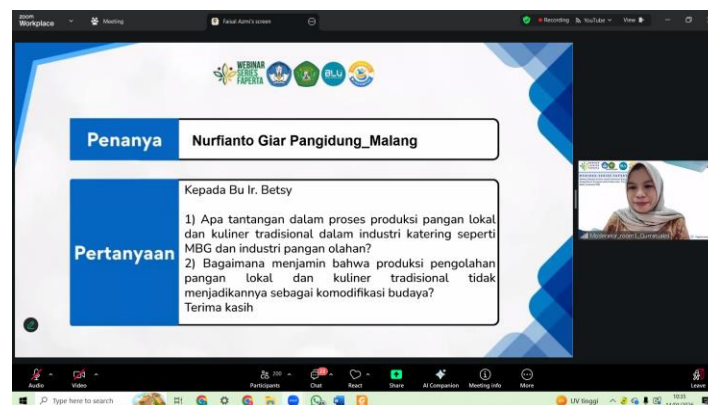 zoom
Workplace
Meeting
Faisal Azmi's screen
Recording
YouTube
View
WEBINAR
SERIES
FAPERTA
BLU
Penanya
Nurfianto Giar Pangidung_Malang
Pertanyaan
Kepada Bu Ir. Betsy
1) Apa tantangan dalam proses produksi pangan lokal
dan kuliner tradisional dalam industri katering seperti
MBG dan industri pangan olahan?
2) Bagaimana menjamin bahwa produksi pengolahan
pangan lokal dan kuliner tradisional tidak
menjadikannya sebagai komodifikasi budaya?
Terima kasih
Audio
Video
Participants
Chat
React
Share
AI Companion
Meeting info
More
Leave
Type here to search
UV tinggi
10:35